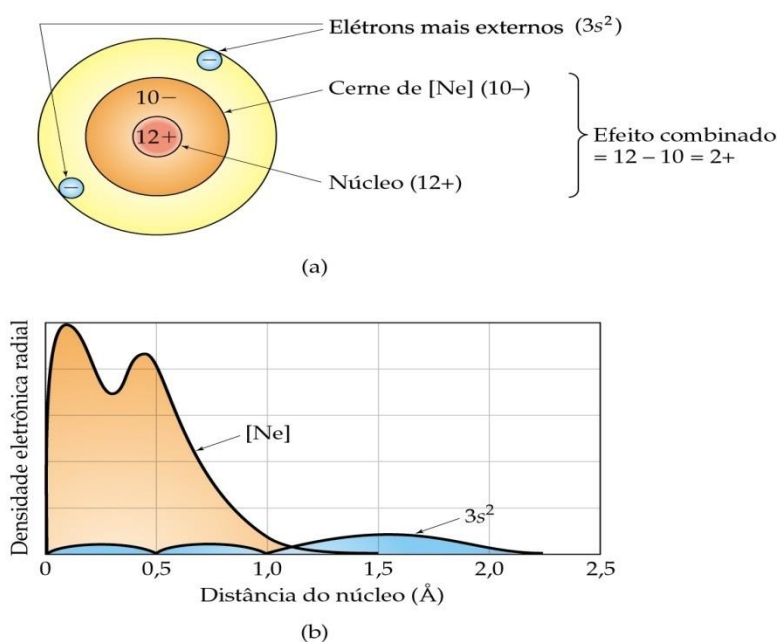 Elétrons mais externos (3s²)
−
10−
Cerne de [Ne] (10−)
12+
Efeito combinado
= 12 − 10 = 2+
−
Núcleo (12+)
(a)
Densidade eletrônica radial
[Ne]
3s²
0
0,5
1,0
1,5
2,0
2,5
Distância do núcleo (Å)
(b)